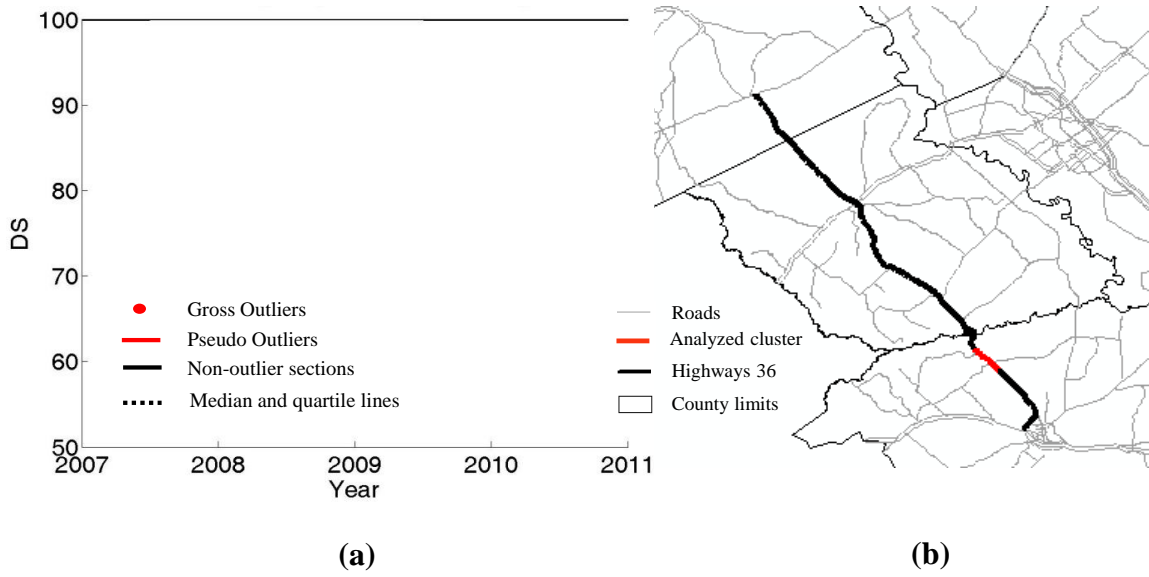 100
90
80
70
60
50
DS
2007
2008
2009
2010
2011
Year
Gross Outliers
Pseudo Outliers
Non-outlier sections
Median and quartile lines
Roads
Analyzed cluster
Highways 36
County limits
(a)
(b)